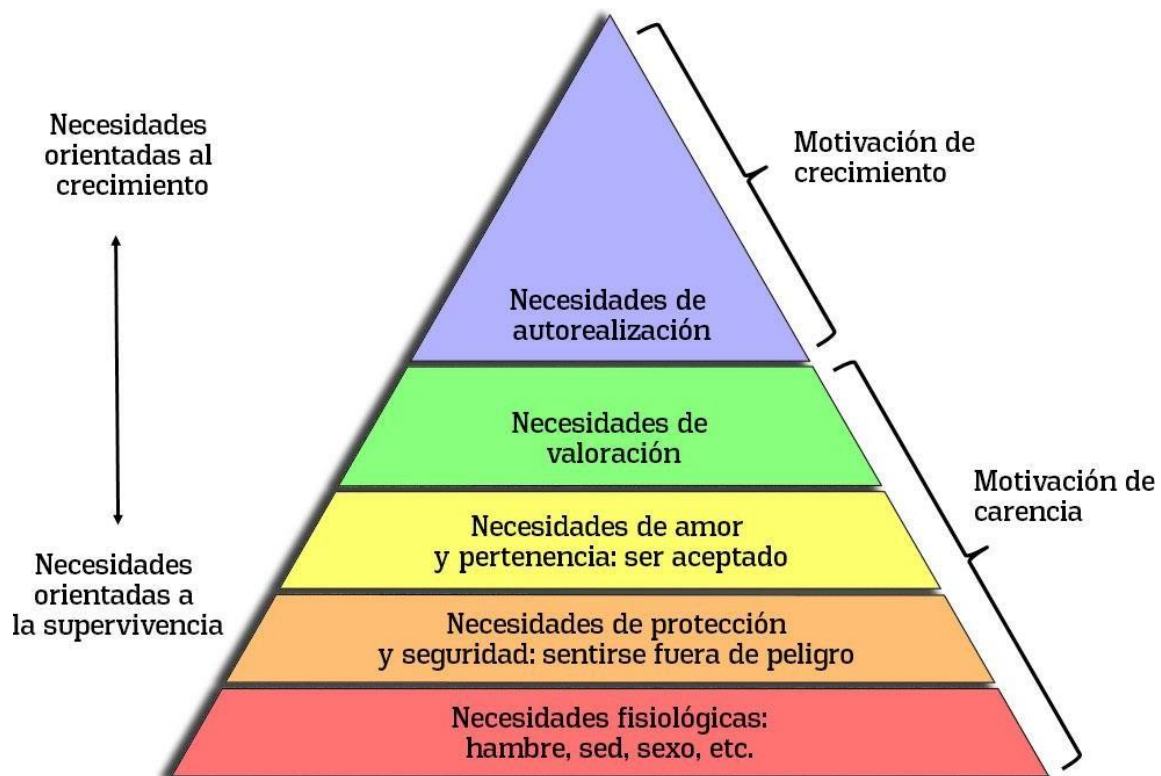 Necesidades
orientadas al
crecimiento
Motivación de
crecimiento
Necesidades de
autorealización
Necesidades de
valoración
Motivación de
carencia
Necesidades de amor
y pertenencia: ser aceptado
Necesidades
orientadas a
la supervivencia
Necesidades de protección
y seguridad: sentirse fuera de peligro
Necesidades fisiológicas:
hambre, sed, sexo, etc.